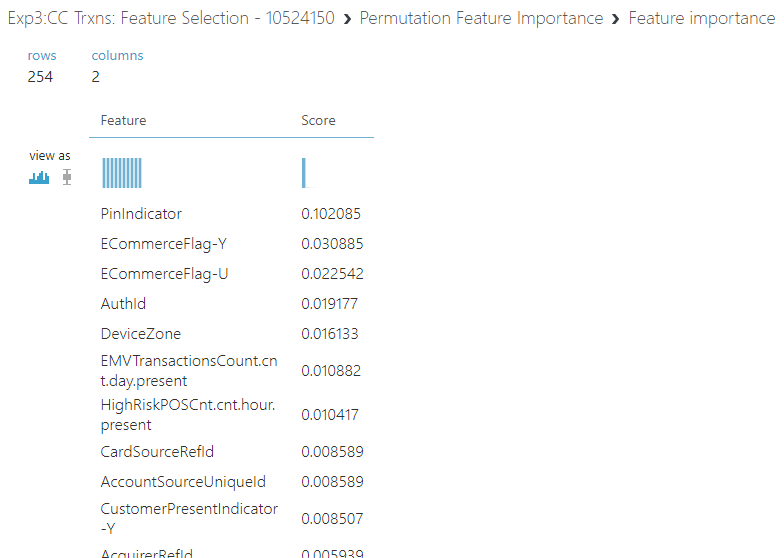 Exp3:CC Trxns: Feature Selection - 10524150 › Permutation Feature Importance › Feature importance
rows columns
254 2
Feature Score
view as
PinIndicator 0.102085
ECommerceFlag-Y 0.030885
ECommerceFlag-U 0.022542
AuthId 0.019177
DeviceZone 0.016133
EMVTransactionsCount.cn
t.day.present 0.010882
HighRiskPOSCnt.cnt.hour.
present 0.010417
CardSourceRefId 0.008589
AccountSourceUniqueId 0.008589
CustomerPresentIndicator
-Y 0.008507
AcquirerRefId 0.005939